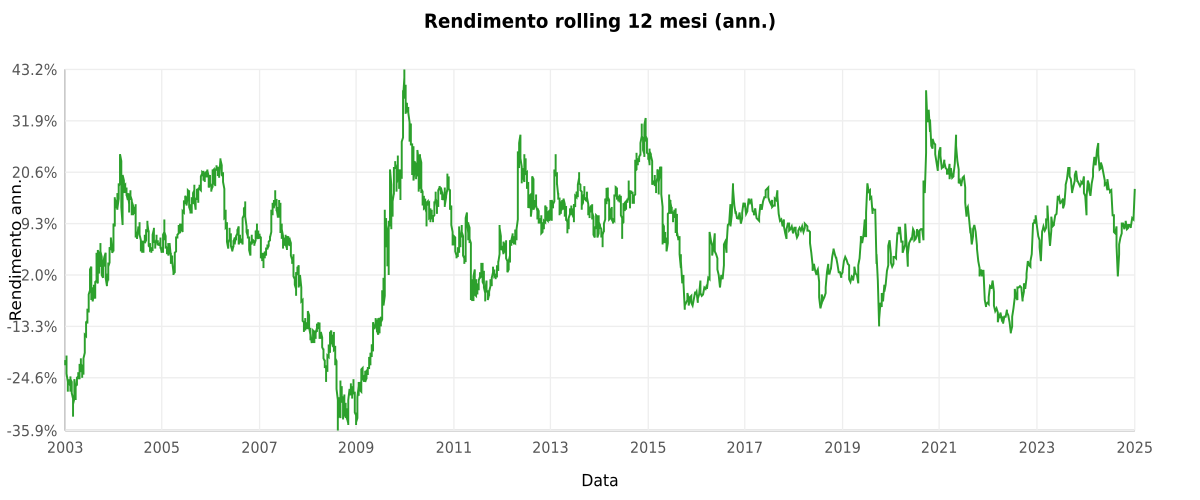 Rendimento rolling 12 mesi (ann.)
Rendimento ann.
43.2%
31.9%
20.6%
9.3%
-2.0%
-13.3%
-24.6%
-35.9%
2003 2005 2007 2009 2011 2013 2015 2017 2019 2021 2023 2025
Data